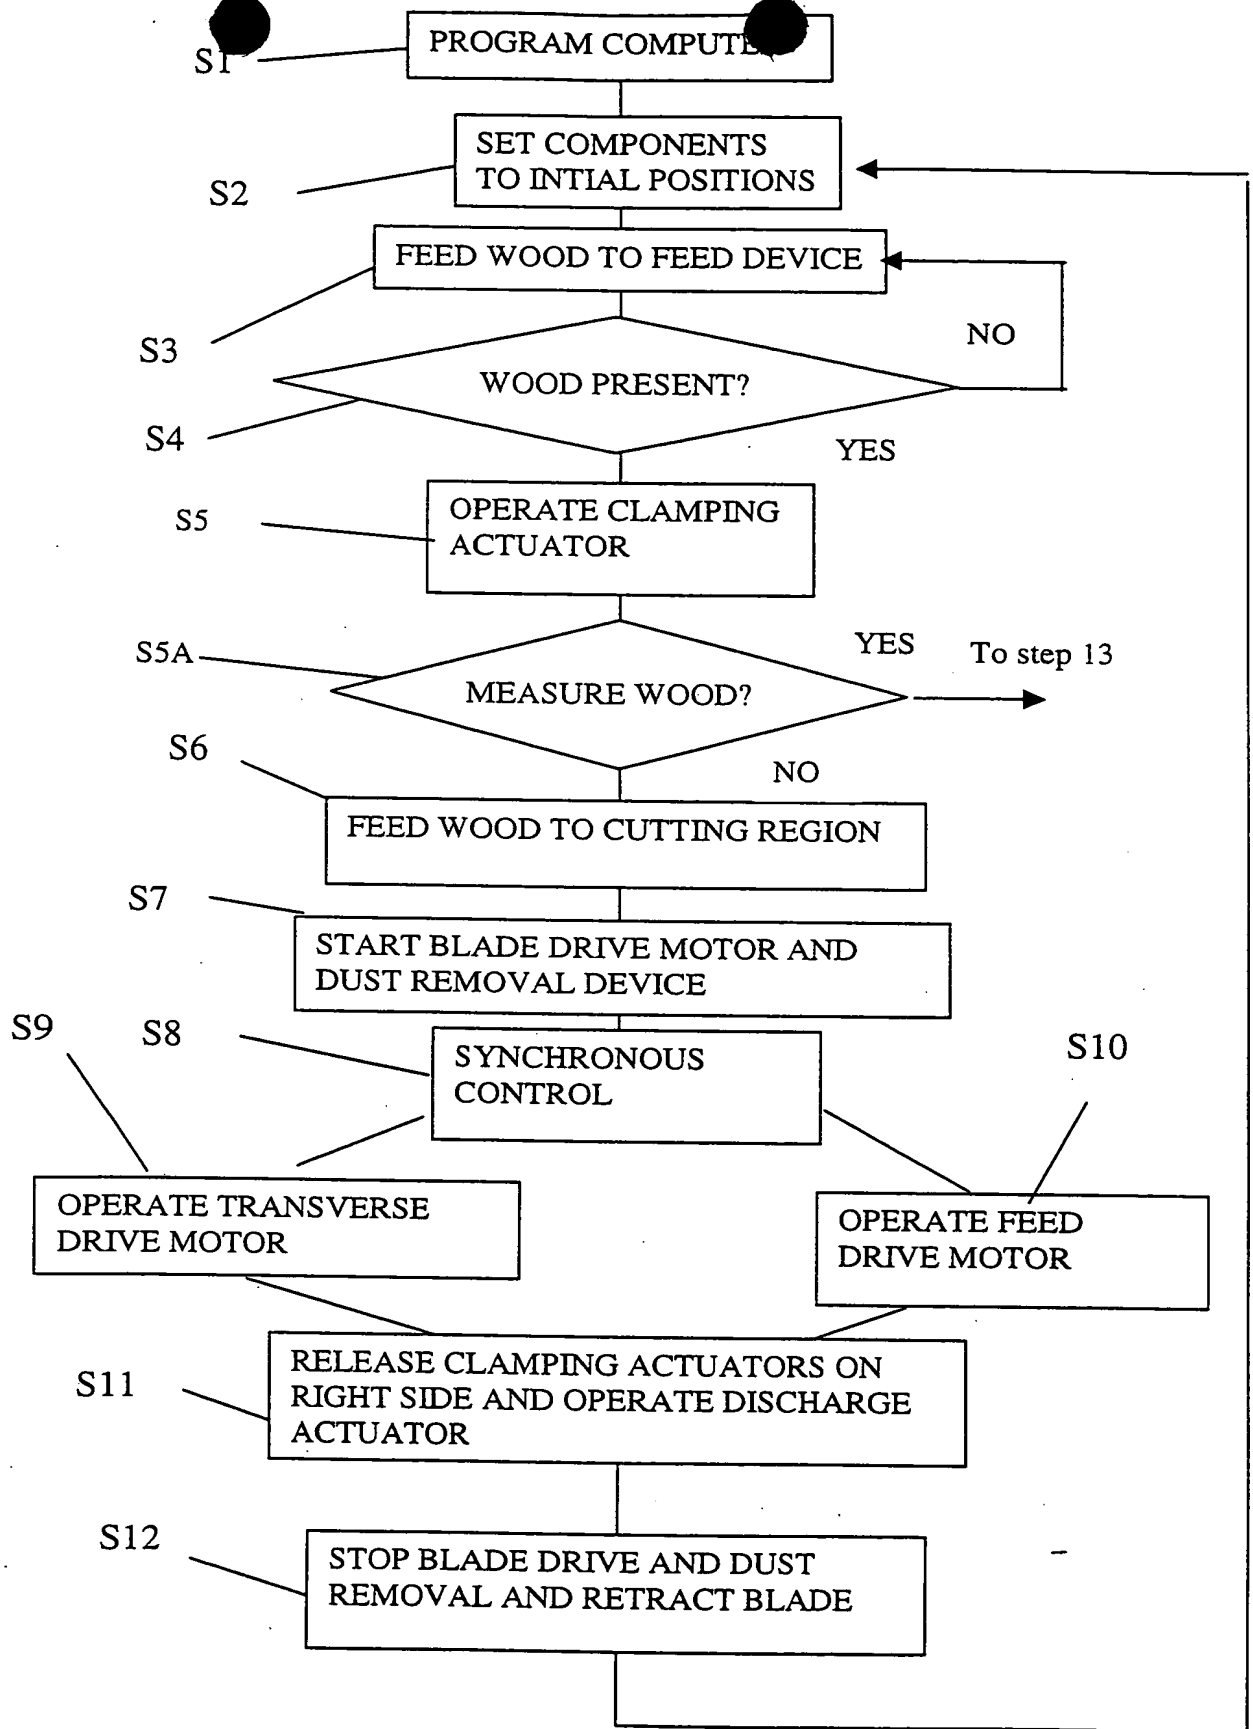 S1
PROGRAM COMPUTER
SET COMPONENTS
TO INTIAL POSITIONS
S2
FEED WOOD TO FEED DEVICE
S3
NO
WOOD PRESENT?
S4
YES
S5
OPERATE CLAMPING
ACTUATOR
S5A
YES
To step 13
MEASURE WOOD?
S6
NO
FEED WOOD TO CUTTING REGION
S7
START BLADE DRIVE MOTOR AND
DUST REMOVAL DEVICE
S9
S8
SYNCHRONOUS
CONTROL
S10
OPERATE TRANSVERSE
DRIVE MOTOR
OPERATE FEED
DRIVE MOTOR
S11
RELEASE CLAMPING ACTUATORS ON
RIGHT SIDE AND OPERATE DISCHARGE
ACTUATOR
S12
STOP BLADE DRIVE AND DUST
REMOVAL AND RETRACT BLADE